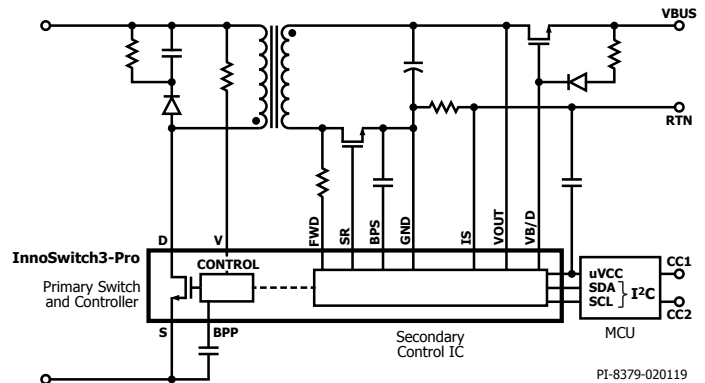 VBUS
RTN
D
V
FWD
SR
BPS
GND
IS
VOUT
VB/D
InnoSwitch3-Pro
CONTROL
Primary Switch
and Controller
uVCC
SDA
SCL
I²C
CC1
CC2
S
BPP
Secondary
Control IC
MCU
PI-8379-020119